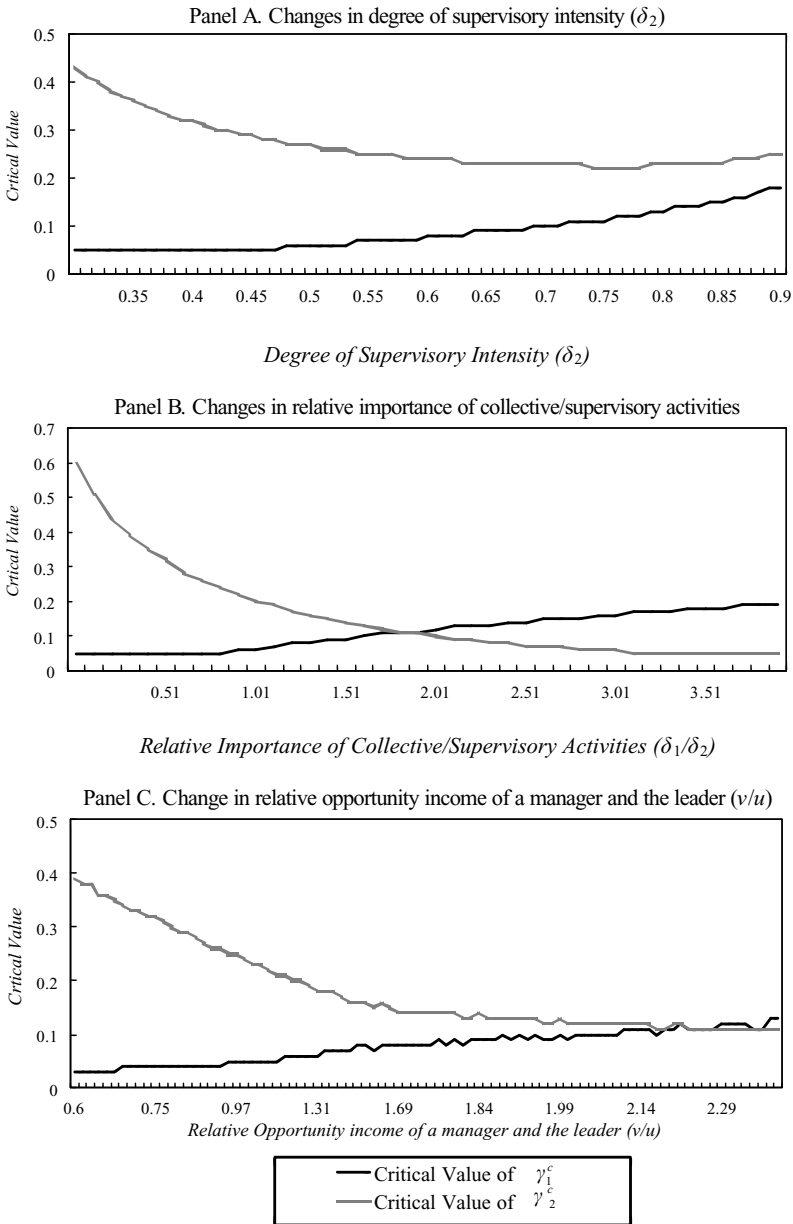 Panel A. Changes in degree of supervisory intensity (δ₂)
0.5
0.4
0.3
0.2
0.1
0
Crtical Value
0.35 0.4 0.45 0.5 0.55 0.6 0.65 0.7 0.75 0.8 0.85 0.9
Degree of Supervisory Intensity (δ₂)
Panel B. Changes in relative importance of collective/supervisory activities
0.7
0.6
0.5
0.4
0.3
0.2
0.1
0
Crtical Value
0.51 1.01 1.51 2.01 2.51 3.01 3.51
Relative Importance of Collective/Supervisory Activities (δ₁/δ₂)
Panel C. Change in relative opportunity income of a manager and the leader (v/u)
0.5
0.4
0.3
0.2
0.1
0
Crtical Value
0.6 0.75 0.97 1.31 1.69 1.84 1.99 2.14 2.29
Relative Opportunity income of a manager and the leader (v/u)
Critical Value of γ₁ᶜ
Critical Value of γ₂ᶜ